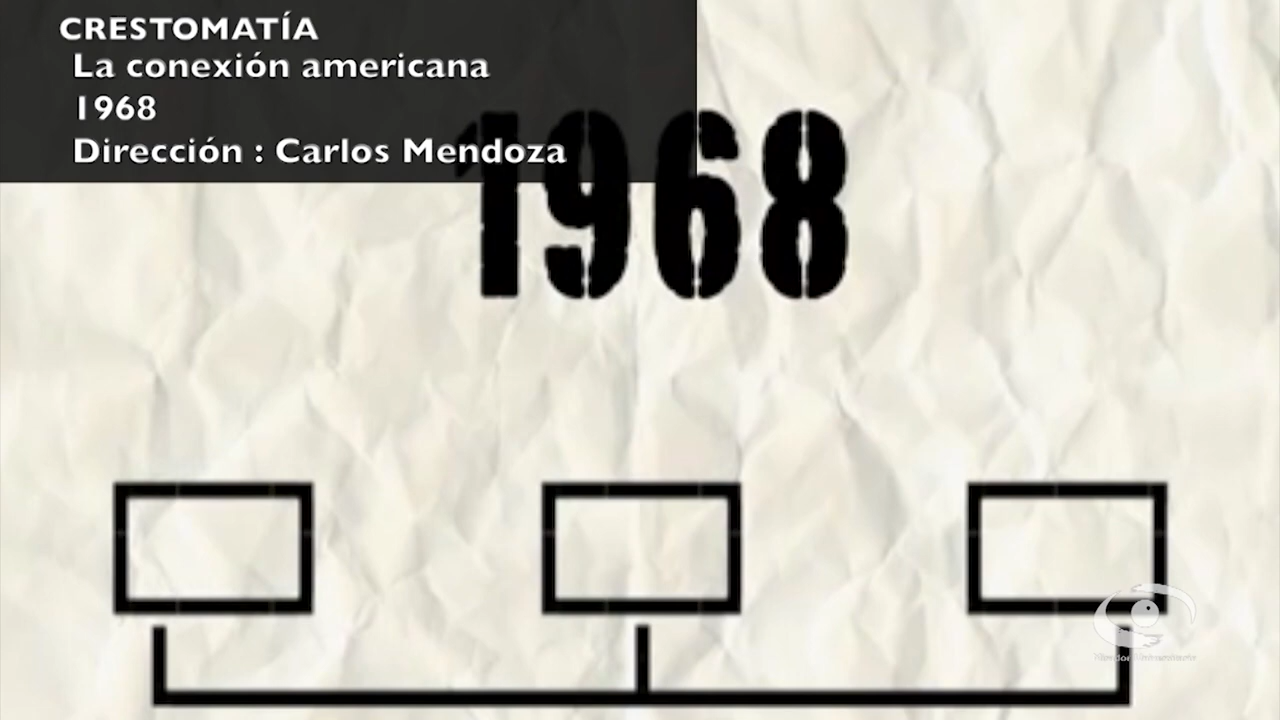 CRESTOMATÍA
La conexión americana
1968
Dirección : Carlos Mendoza
1968